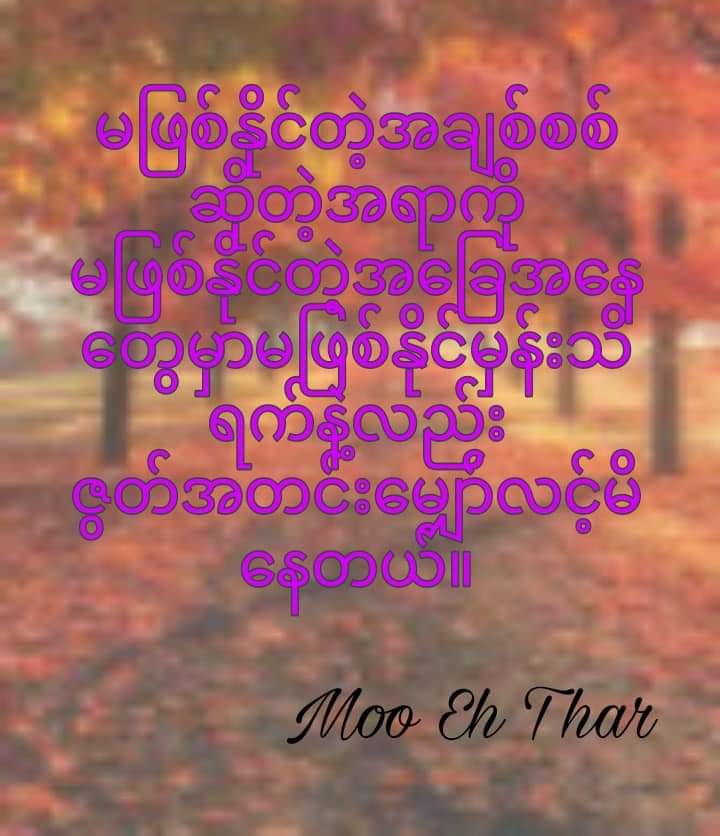 မဖြစ်နိုင်တဲ့အချစ်စစ်
ဆိုတဲ့အရာကို
မဖြစ်နိုင်တဲ့အခြေအနေ
တွေမှာမဖြစ်နိုင်မှန်းသိ
ရက်နဲ့လည်း
ဇွတ်အတင်းမျှော်လင့်မိ
နေတယ်။
Moo Eh Thar